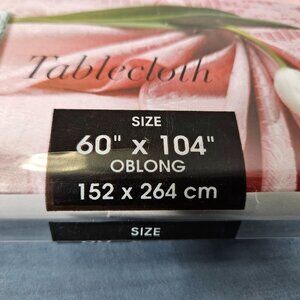 Tablecloth
SIZE
60" x 104"
OBLONG
152 x 264 cm
SIZE